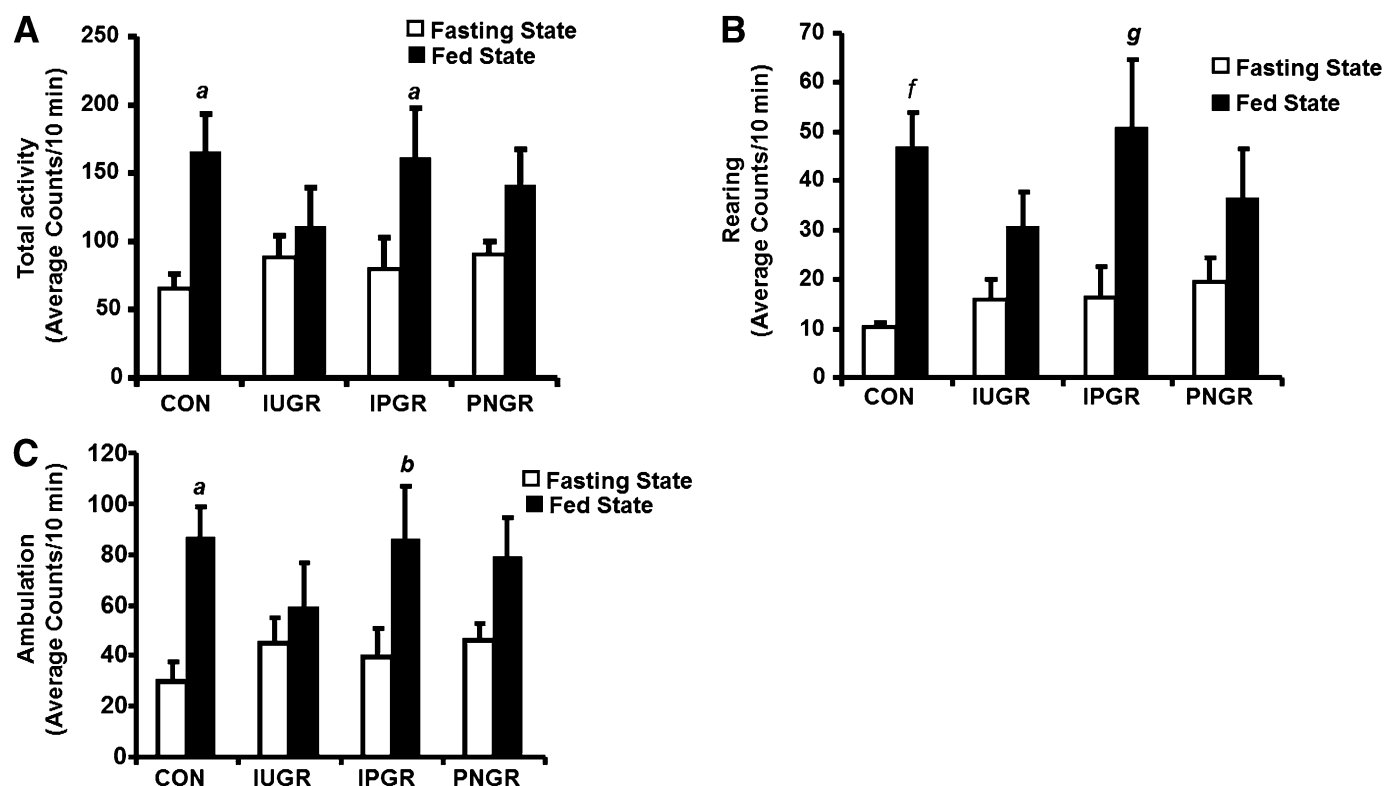 A
Total activity
(Average Counts/10 min)
250
200
150
100
50
0
Fasting State
Fed State
a
a
CON IUGR IPGR PNGR
B
Rearing
(Average Counts/10 min)
70
60
50
40
30
20
10
0
Fasting State
Fed State
f
g
CON IUGR IPGR PNGR
C
Ambulation
(Average Counts/10 min)
120
100
80
60
40
20
0
Fasting State
Fed State
a
b
CON IUGR IPGR PNGR